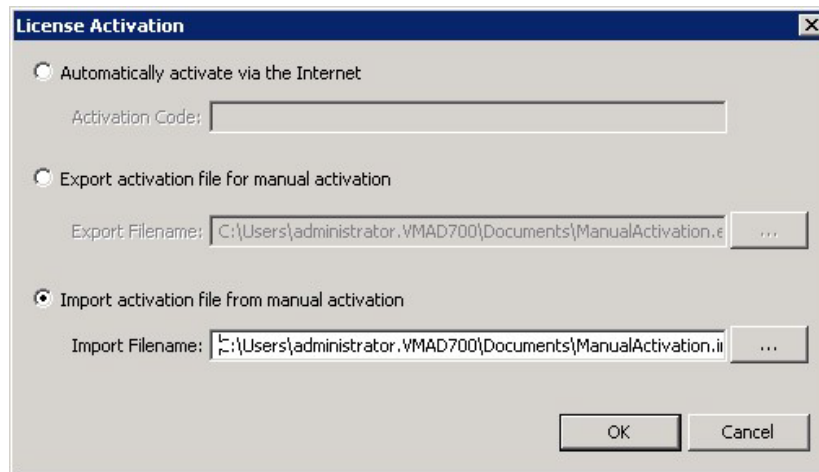 License Activation
Automatically activate via the Internet
Activation Code:
Export activation file for manual activation
Export Filename: C:\Users\administrator.VMAD700\Documents\ManualActivation.e ...
Import activation file from manual activation
Import Filename: C:\Users\administrator.VMAD700\Documents\ManualActivation.i ...
OK Cancel